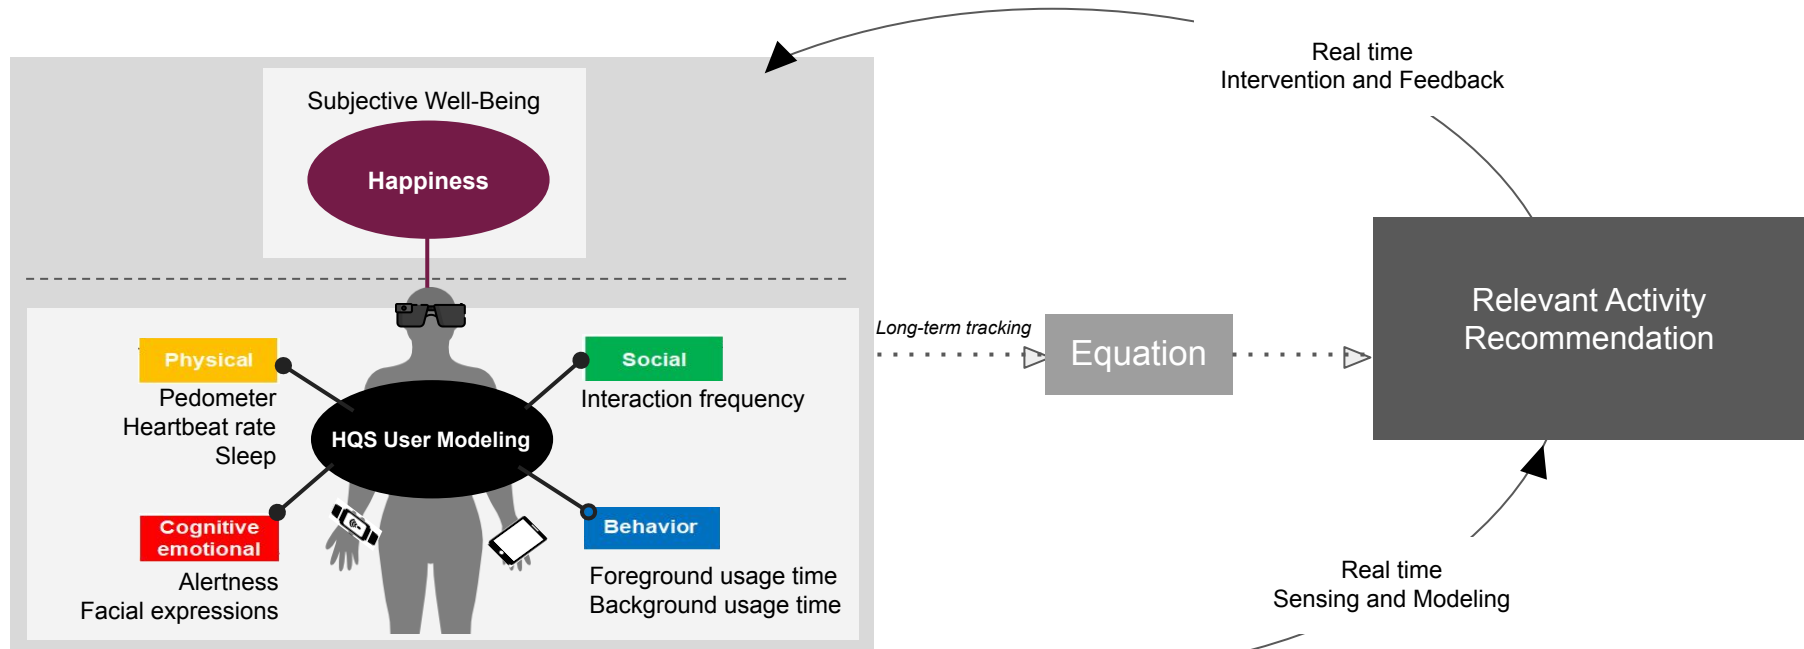 Subjective Well-Being
Happiness
Physical
Pedometer
Heartbeat rate
Sleep
Social
Interaction frequency
HQS User Modeling
Cognitive
emotional
Alertness
Facial expressions
Behavior
Foreground usage time
Background usage time
Long-term tracking
Equation
Relevant Activity
Recommendation
Real time
Intervention and Feedback
Real time
Sensing and Modeling